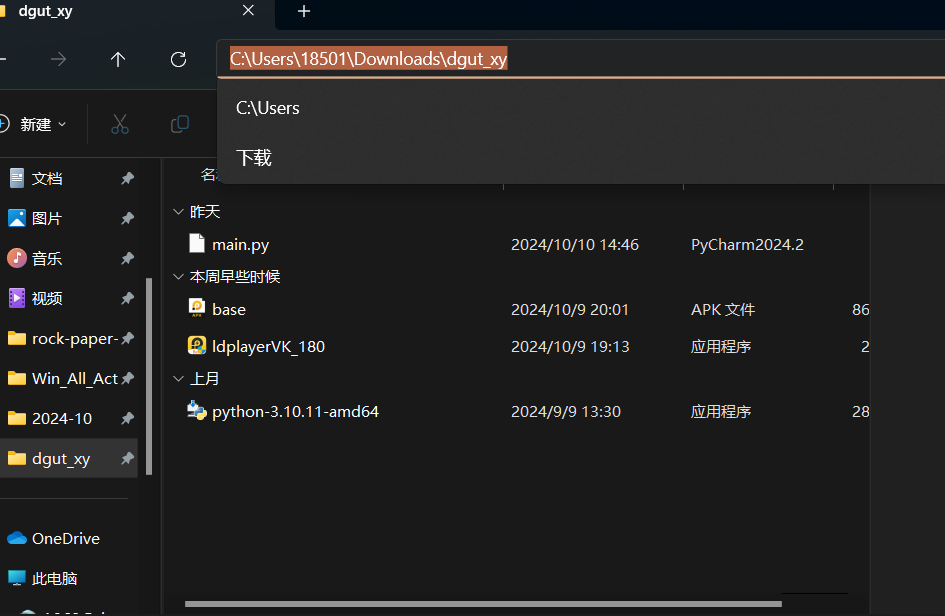 dgut_xy
C:\Users\18501\Downloads\dgut_xy
C:\Users
下载
新建
文档
图片
音乐
视频
rock-paper-
Win_All_Act
2024-10
dgut_xy
OneDrive
此电脑
昨天
main.py 2024/10/10 14:46 PyCharm2024.2
本周早些时候
base 2024/10/9 20:01 APK 文件 86
ldplayerVK_180 2024/10/9 19:13 应用程序 2
上月
python-3.10.11-amd64 2024/9/9 13:30 应用程序 28